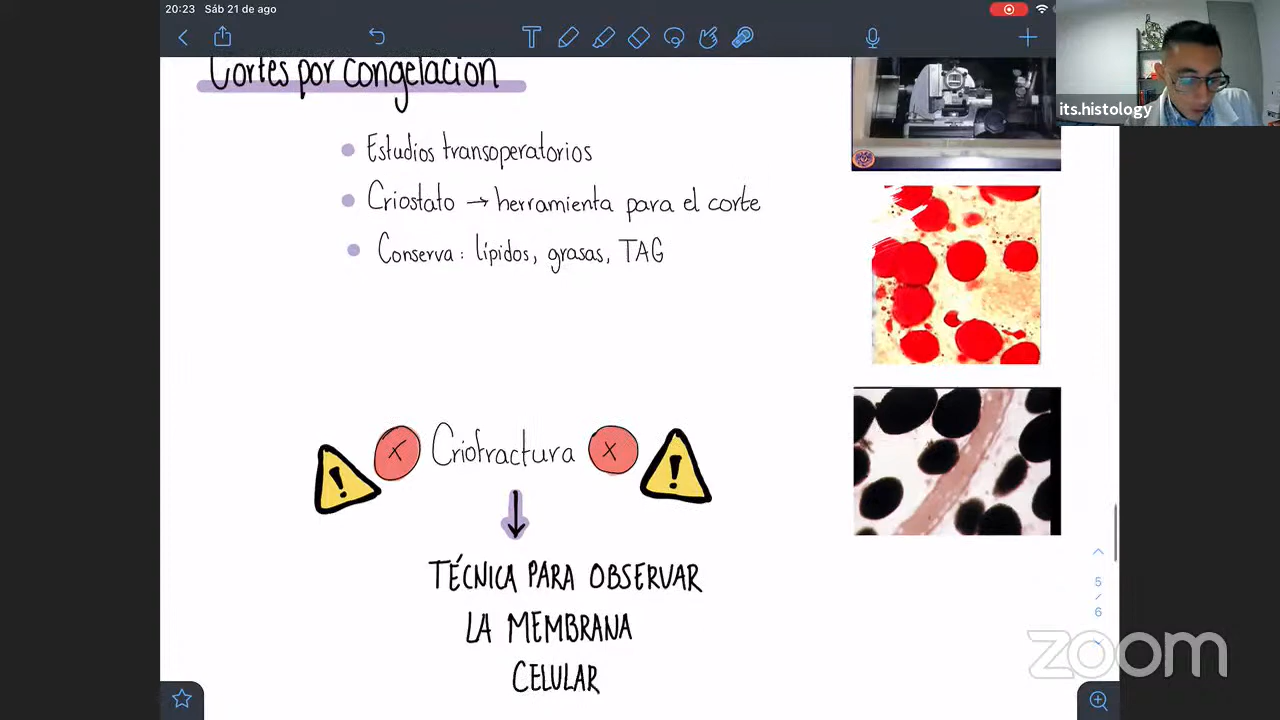 20:23 Sáb 21 de ago
its.histology
Cortes por congelación
Estudios transoperatorios
Criostato → herramienta para el corte
Conserva: lípidos, grasas, TAG
! X Criofractura X !
TÉCNICA PARA OBSERVAR
LA MEMBRANA
CELULAR
5
/
6
zoom